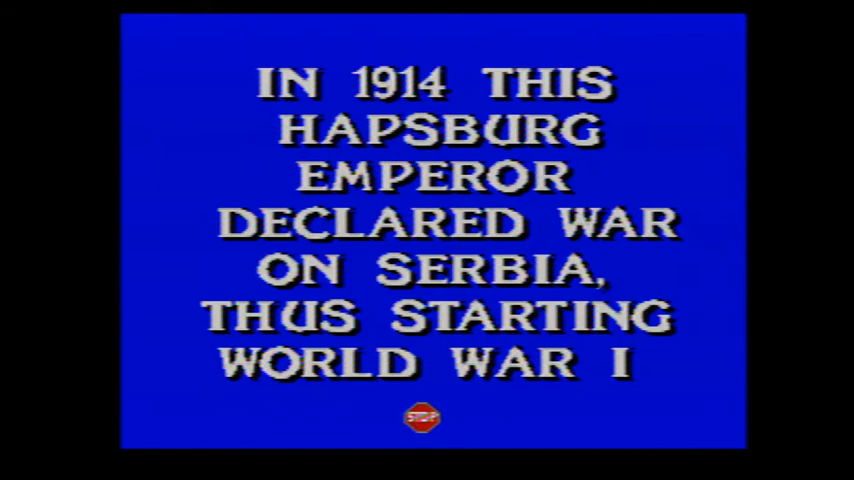 IN 1914 THIS
HAPSBURG
EMPEROR
DECLARED WAR
ON SERBIA,
THUS STARTING
WORLD WAR I
STOP